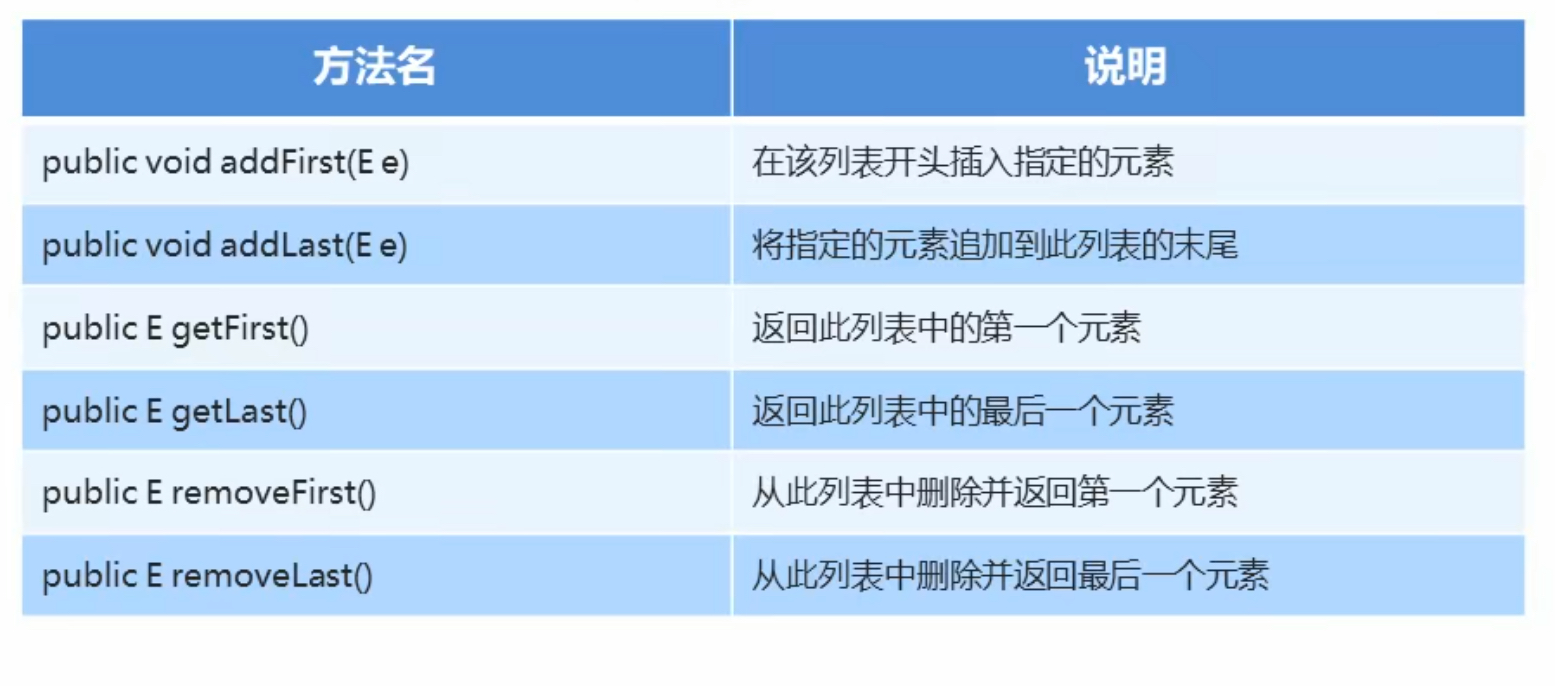 方法名 说明
public void addFirst(E e) 在该列表开头插入指定的元素
public void addLast(E e) 将指定的元素追加到此列表的末尾
public E getFirst() 返回此列表中的第一个元素
public E getLast() 返回此列表中的最后一个元素
public E removeFirst() 从此列表中删除并返回第一个元素
public E removeLast() 从此列表中删除并返回最后一个元素